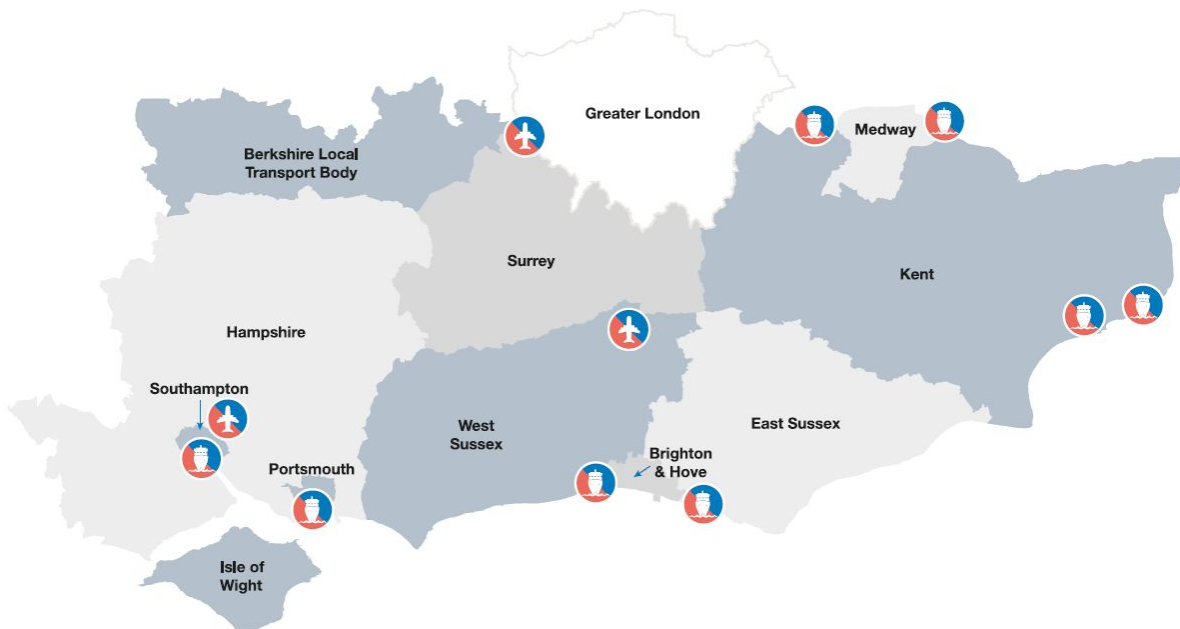 Greater London
Medway
Berkshire Local
Transport Body
Surrey
Kent
Hampshire
Southampton
West
Sussex
East Sussex
Brighton
& Hove
Portsmouth
Isle of
Wight